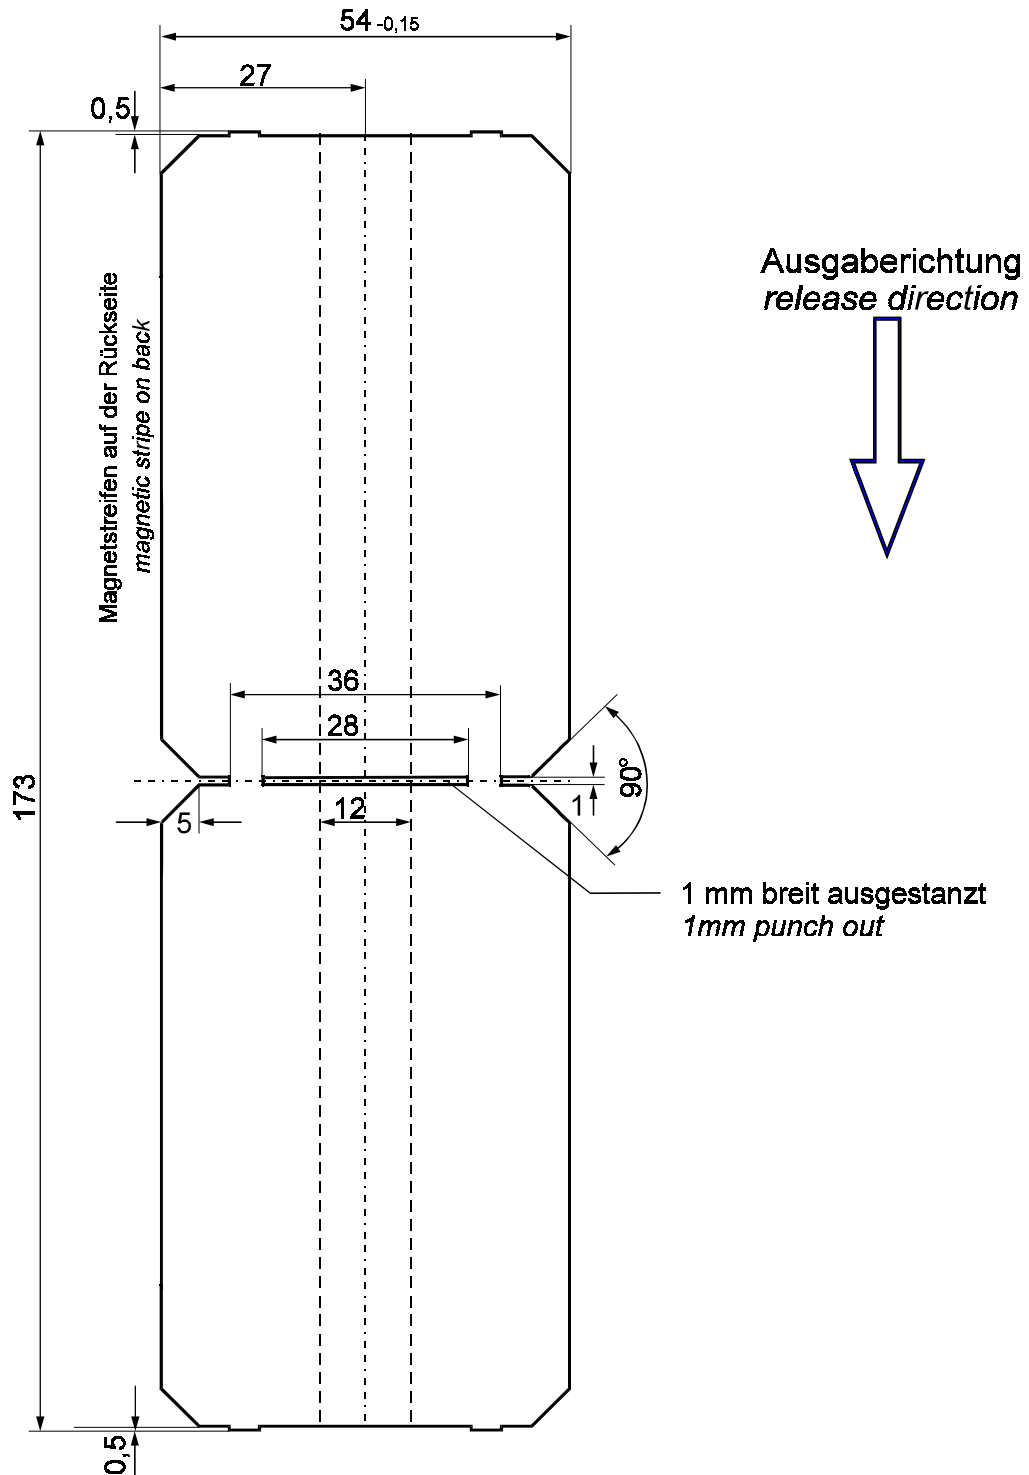 54 -0,15
27
0,5
Ausgaberichtung
release direction
Magnetstreifen auf der Rückseite
magnetic stripe on back
36
28
90°
173
5
12
1
1 mm breit ausgestanzt
1mm punch out
0,5